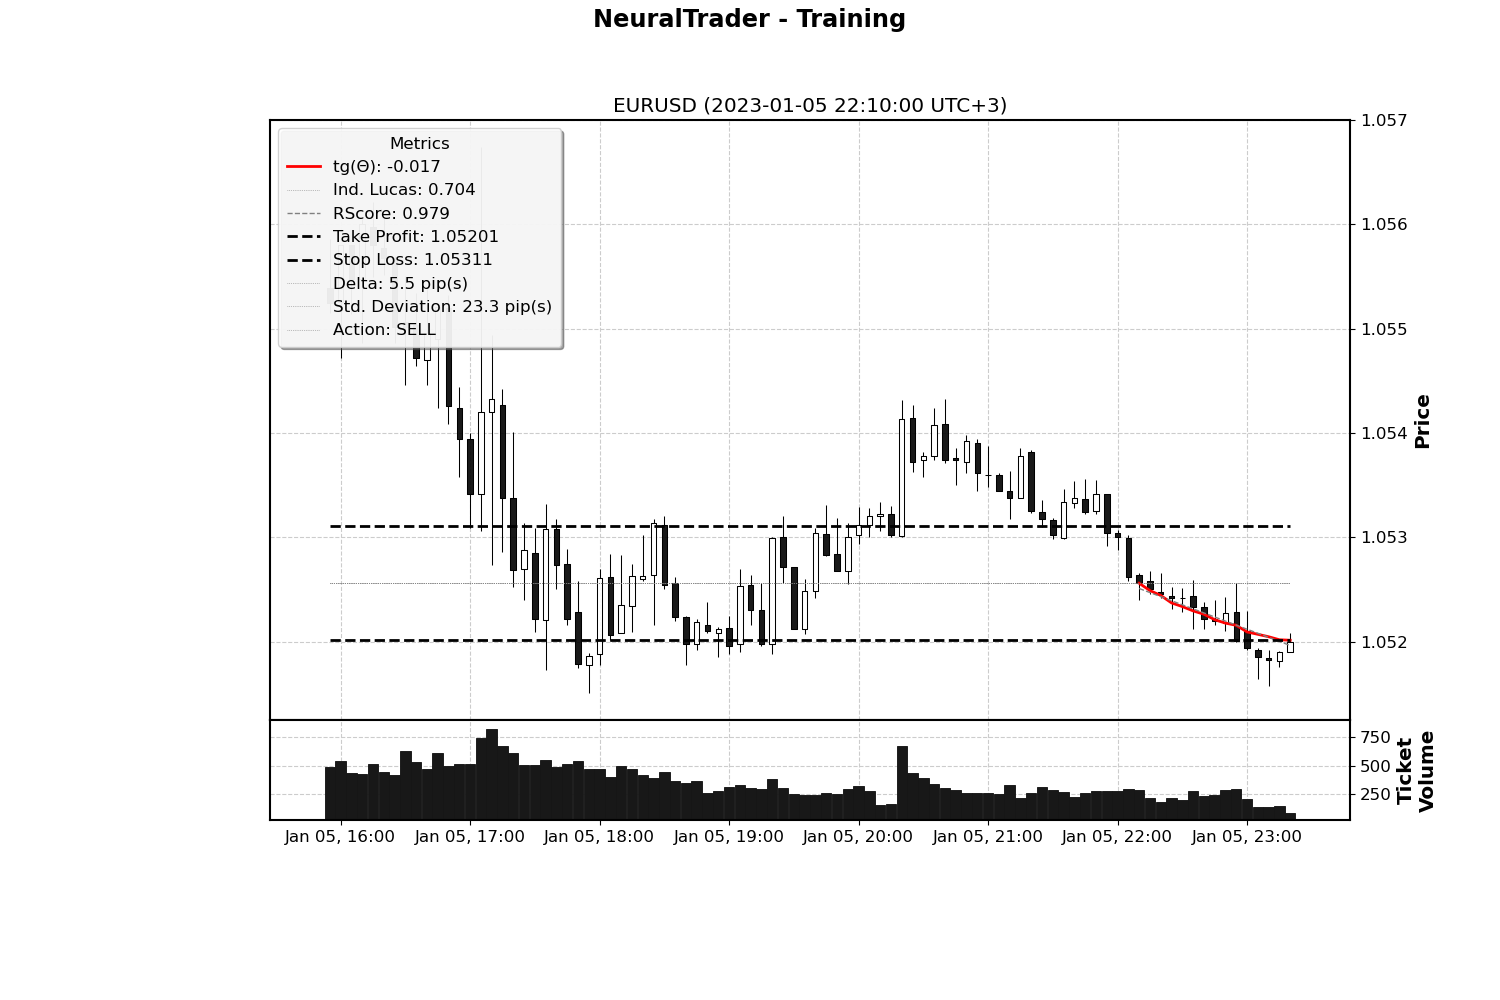 NeuralTrader - Training
EURUSD (2023-01-05 22:10:00 UTC+3)
Metrics
tg(Θ): -0.017
Ind. Lucas: 0.704
RScore: 0.979
Take Profit: 1.05201
Stop Loss: 1.05311
Delta: 5.5 pip(s)
Std. Deviation: 23.3 pip(s)
Action: SELL
1.057
1.056
1.055
1.054
1.053
1.052
Price
750
500
250
Ticket
Volume
Jan 05, 16:00
Jan 05, 17:00
Jan 05, 18:00
Jan 05, 19:00
Jan 05, 20:00
Jan 05, 21:00
Jan 05, 22:00
Jan 05, 23:00